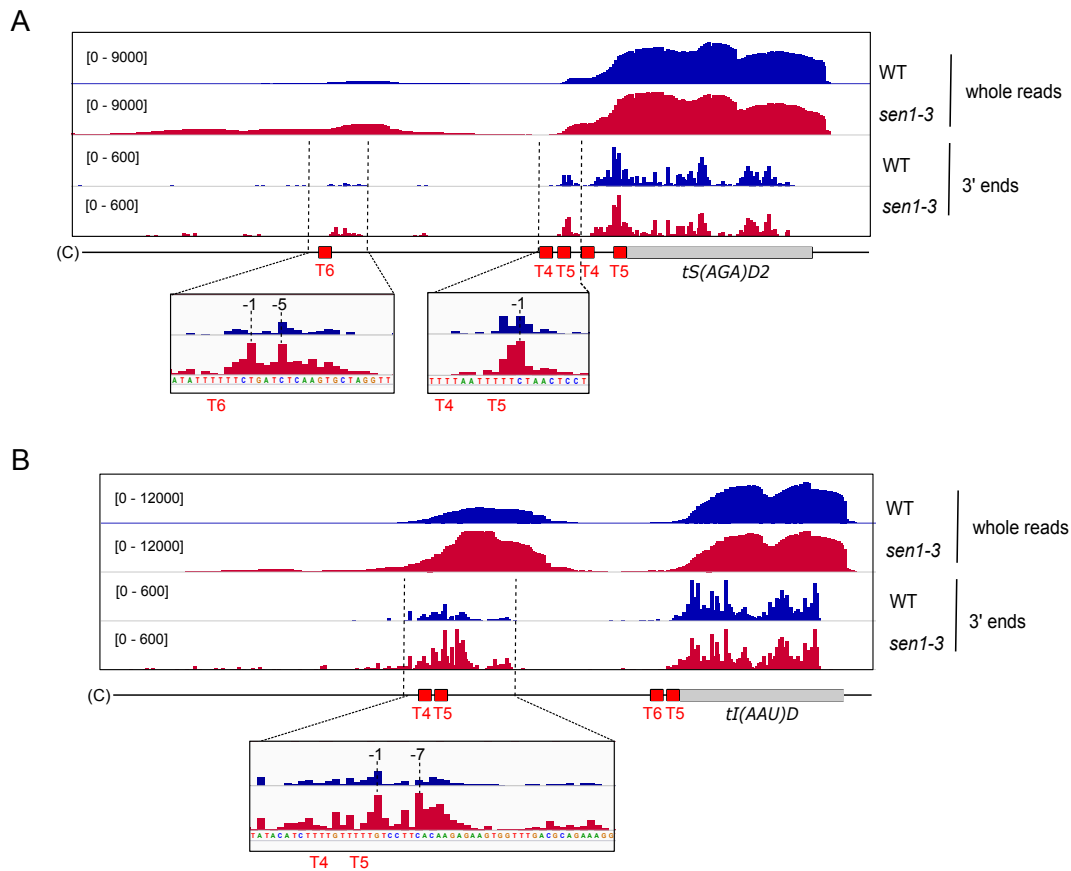 A
[0 - 9000]
WT
[0 - 9000]
sen1-3
whole reads
[0 - 600]
WT
[0 - 600]
sen1-3
3' ends
(C)
T6
T4 T5 T4 T5
tS(AGA)D2
-1 -5
ATATTTTTTCTGATCTCAAGTGCTAGGTT
T6
-1
TTTTAATTTTTCTAACTCCT
T4 T5
B
[0 - 12000]
WT
[0 - 12000]
sen1-3
whole reads
[0 - 600]
WT
[0 - 600]
sen1-3
3' ends
(C)
T4 T5
T6 T5
tI(AAU)D
-1 -7
TATACATCTTTTGTTTTTGTCCTTCACAAGAGAAGTGGTTTGACGCAGAAAGG
T4 T5